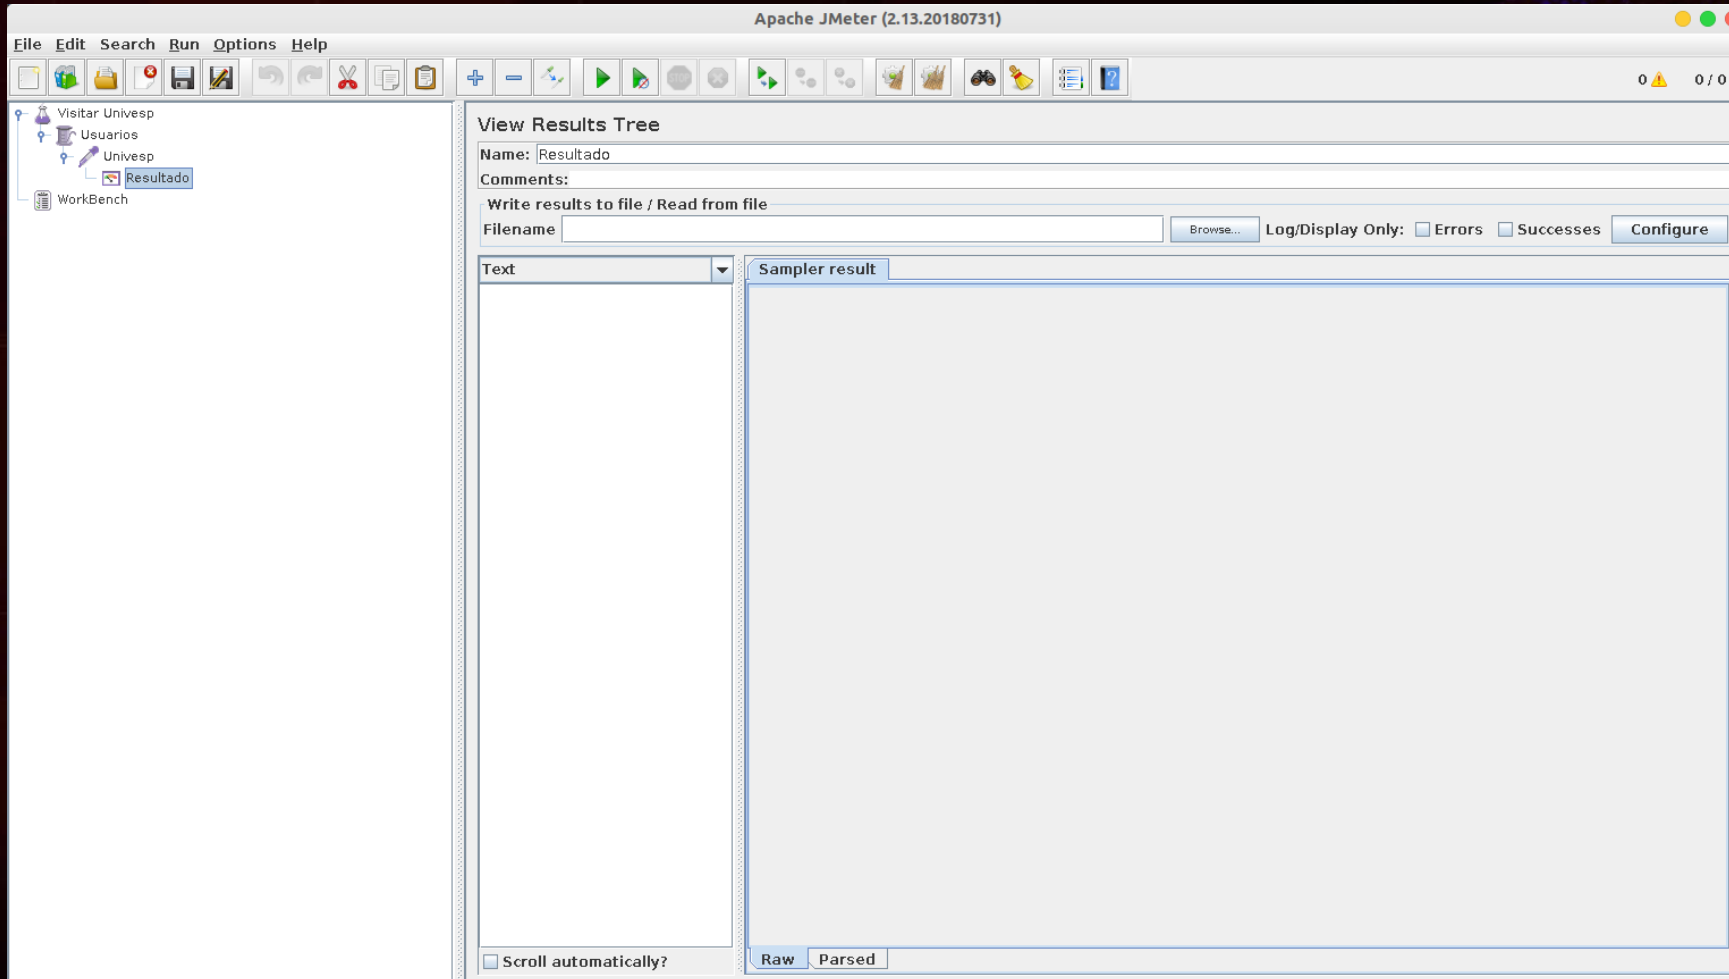 Apache JMeter (2.13.20180731)
File Edit Search Run Options Help
0 0 / 0
Visitar Univesp
Usuarios
Univesp
Resultado
WorkBench
View Results Tree
Name: Resultado
Comments:
Write results to file / Read from file
Filename Browse... Log/Display Only: Errors Successes Configure
Text
Sampler result
Scroll automatically?
Raw Parsed